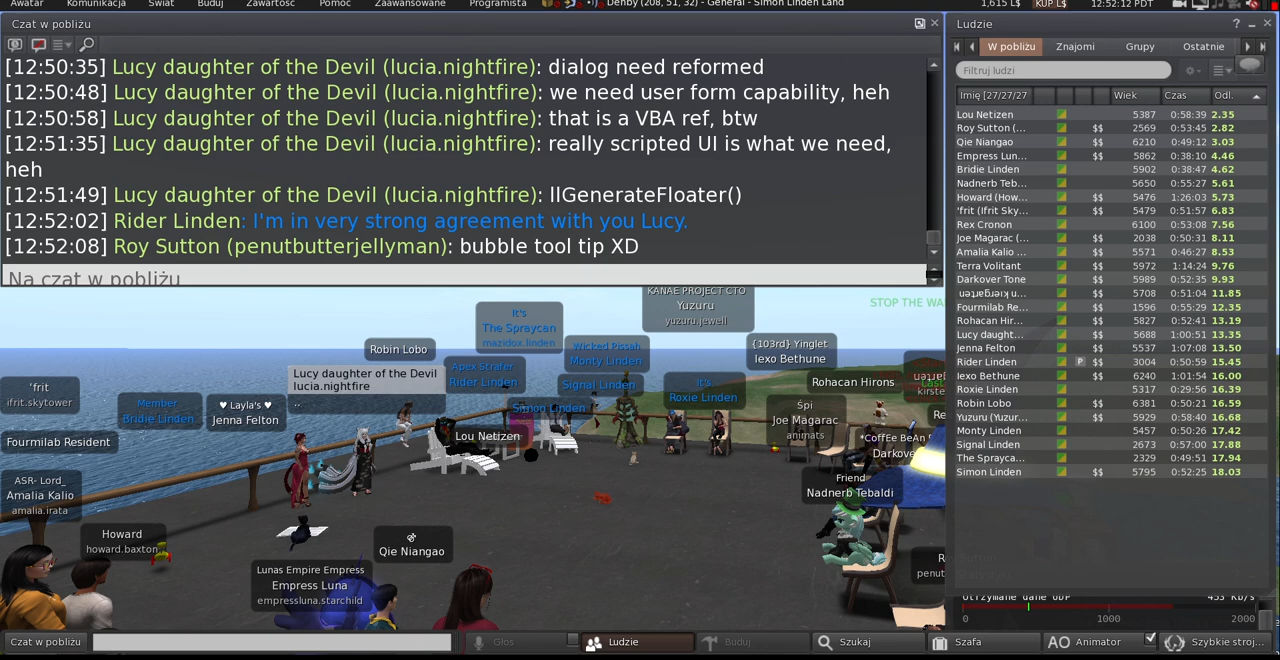 Awatar Komunikacja Świat Buduj Zawartość Pomoc Zaawansowane Programista Denby (208, 51, 32) - General - Simon Linden Land 1,615 L$ KUP L$ 12:52:12 PDT
Czat w pobliżu
[12:50:35] Lucy daughter of the Devil (lucia.nightfire): dialog need reformed
[12:50:48] Lucy daughter of the Devil (lucia.nightfire): we need user form capability, heh
[12:50:58] Lucy daughter of the Devil (lucia.nightfire): that is a VBA ref, btw
[12:51:35] Lucy daughter of the Devil (lucia.nightfire): really scripted UI is what we need,
heh
[12:51:49] Lucy daughter of the Devil (lucia.nightfire): llGenerateFloater()
[12:52:02] Rider Linden: I'm in very strong agreement with you Lucy.
[12:52:08] Roy Sutton (penutbutterjellyman): bubble tool tip XD
Na czat w pobliżu
KANAE PROJECT CTO
Yuzuru
yuzuru.jewell
STOP THE WA
It's
The Spraycan
mazidox.linden
Robin Lobo
Wicked Pissah
Monty Linden
{103rd} Yinglet
Iexo Bethune
Lucy daughter of the Devil
lucia.nightfire
..
Apex Strafer
Rider Linden
Signal Linden
It's,
Roxie Linden
Rohacan Hirons
'frit
ifrit.skytower
Member
Bridie Linden
♥ Layla's ♥
Jenna Felton
Simon Linden
Śpi
Joe Magarac
animats
Fourmilab Resident
Lou Netizen
*CoffEe BeAn
Darkove
ASR- Lord_
Amalia Kalio
amalia.irata
Friend
Nadnerb Tebaldi
Howard
howard.baxton
Qie Niangao
Lunas Empire Empress
Empress Luna
empressluna.starchild
penut
Ludzie
? _ ×
W pobliżu Znajomi Grupy Ostatnie
Filtruj ludzi
Imię [27/27/27 Wiek Czas Odl.
Lou Netizen 5387 0:58:39 2.35
Roy Sutton (... $$ 2569 0:53:45 2.82
Qie Niangao 6210 0:49:12 3.03
Empress Lun... $$ 5862 0:38:10 4.46
Bridie Linden 5902 0:38:47 4.62
Nadnerb Teb... 5650 0:55:27 5.61
Howard (How... $$ 5476 1:26:03 5.73
'frit (Ifrit Sky... $$ 5479 0:51:57 6.83
Rex Cronon 6100 0:53:08 7.56
Joe Magarac (... $$ 2038 0:50:31 8.11
Amalia Kalio ... $$ 5571 0:46:27 8.53
Terra Volitant $$ 5972 1:14:24 9.76
Darkover Tone $$ 5989 0:52:35 9.93
$$ 5708 0:51:04 11.85
Fourmilab Re... $$ 1596 0:55:29 12.35
Rohacan Hir... $$ 5827 0:52:41 13.19
Lucy daught... $$ 5688 1:00:51 13.35
Jenna Felton $$ 5537 1:07:08 13.50
Rider Linden P $$ 3004 0:50:59 15.45
Iexo Bethune $$ 6240 1:01:54 16.00
Roxie Linden 5317 0:29:56 16.39
Robin Lobo $$ 6381 0:50:21 16.59
Yuzuru (Yuzur... $$ 5929 0:58:40 16.68
Monty Linden 5457 0:50:26 17.42
Signal Linden 2673 0:57:00 17.88
The Sprayca... 2329 0:49:51 17.94
Simon Linden $$ 5795 0:52:25 18.03
otrzymane dane UDP 453 Kb/s
0 1000 2000
Czat w pobliżu Głos Ludzie Buduj Szukaj Szafa AO Animator Szybkie stroj...